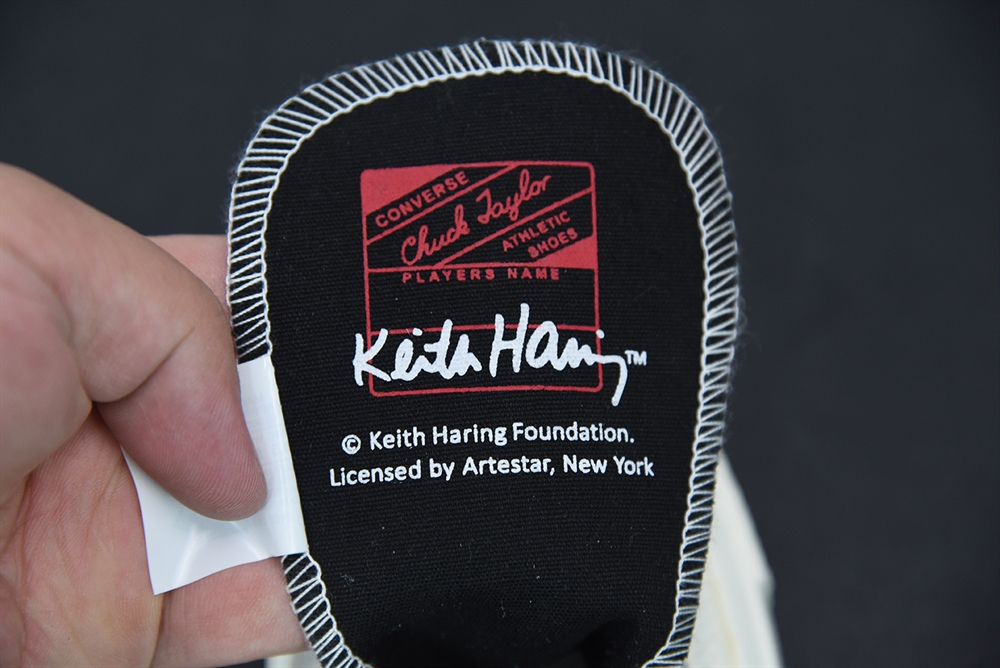 CONVERSE
Chuck Taylor
ATHLETIC
SHOES
PLAYERS NAME
Keith Haring™
© Keith Haring Foundation.
Licensed by Artestar, New York